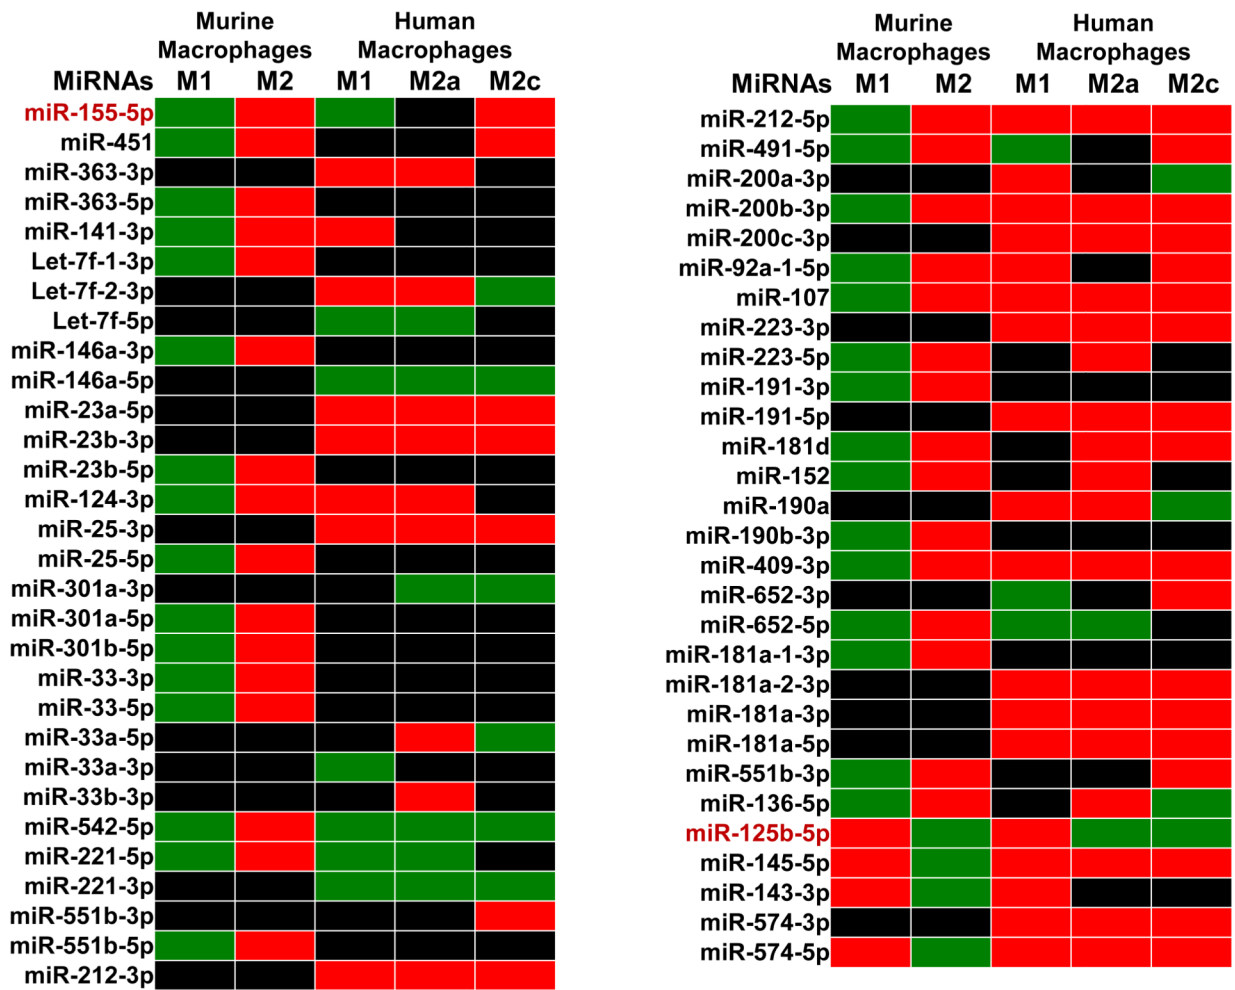 Murine Human
Macrophages Macrophages
MiRNAs M1 M2 M1 M2a M2c
miR-155-5p
miR-451
miR-363-3p
miR-363-5p
miR-141-3p
Let-7f-1-3p
Let-7f-2-3p
Let-7f-5p
miR-146a-3p
miR-146a-5p
miR-23a-5p
miR-23b-3p
miR-23b-5p
miR-124-3p
miR-25-3p
miR-25-5p
miR-301a-3p
miR-301a-5p
miR-301b-5p
miR-33-3p
miR-33-5p
miR-33a-5p
miR-33a-3p
miR-33b-3p
miR-542-5p
miR-221-5p
miR-221-3p
miR-551b-3p
miR-551b-5p
miR-212-3p
Murine Human
Macrophages Macrophages
MiRNAs M1 M2 M1 M2a M2c
miR-212-5p
miR-491-5p
miR-200a-3p
miR-200b-3p
miR-200c-3p
miR-92a-1-5p
miR-107
miR-223-3p
miR-223-5p
miR-191-3p
miR-191-5p
miR-181d
miR-152
miR-190a
miR-190b-3p
miR-409-3p
miR-652-3p
miR-652-5p
miR-181a-1-3p
miR-181a-2-3p
miR-181a-3p
miR-181a-5p
miR-551b-3p
miR-136-5p
miR-125b-5p
miR-145-5p
miR-143-3p
miR-574-3p
miR-574-5p